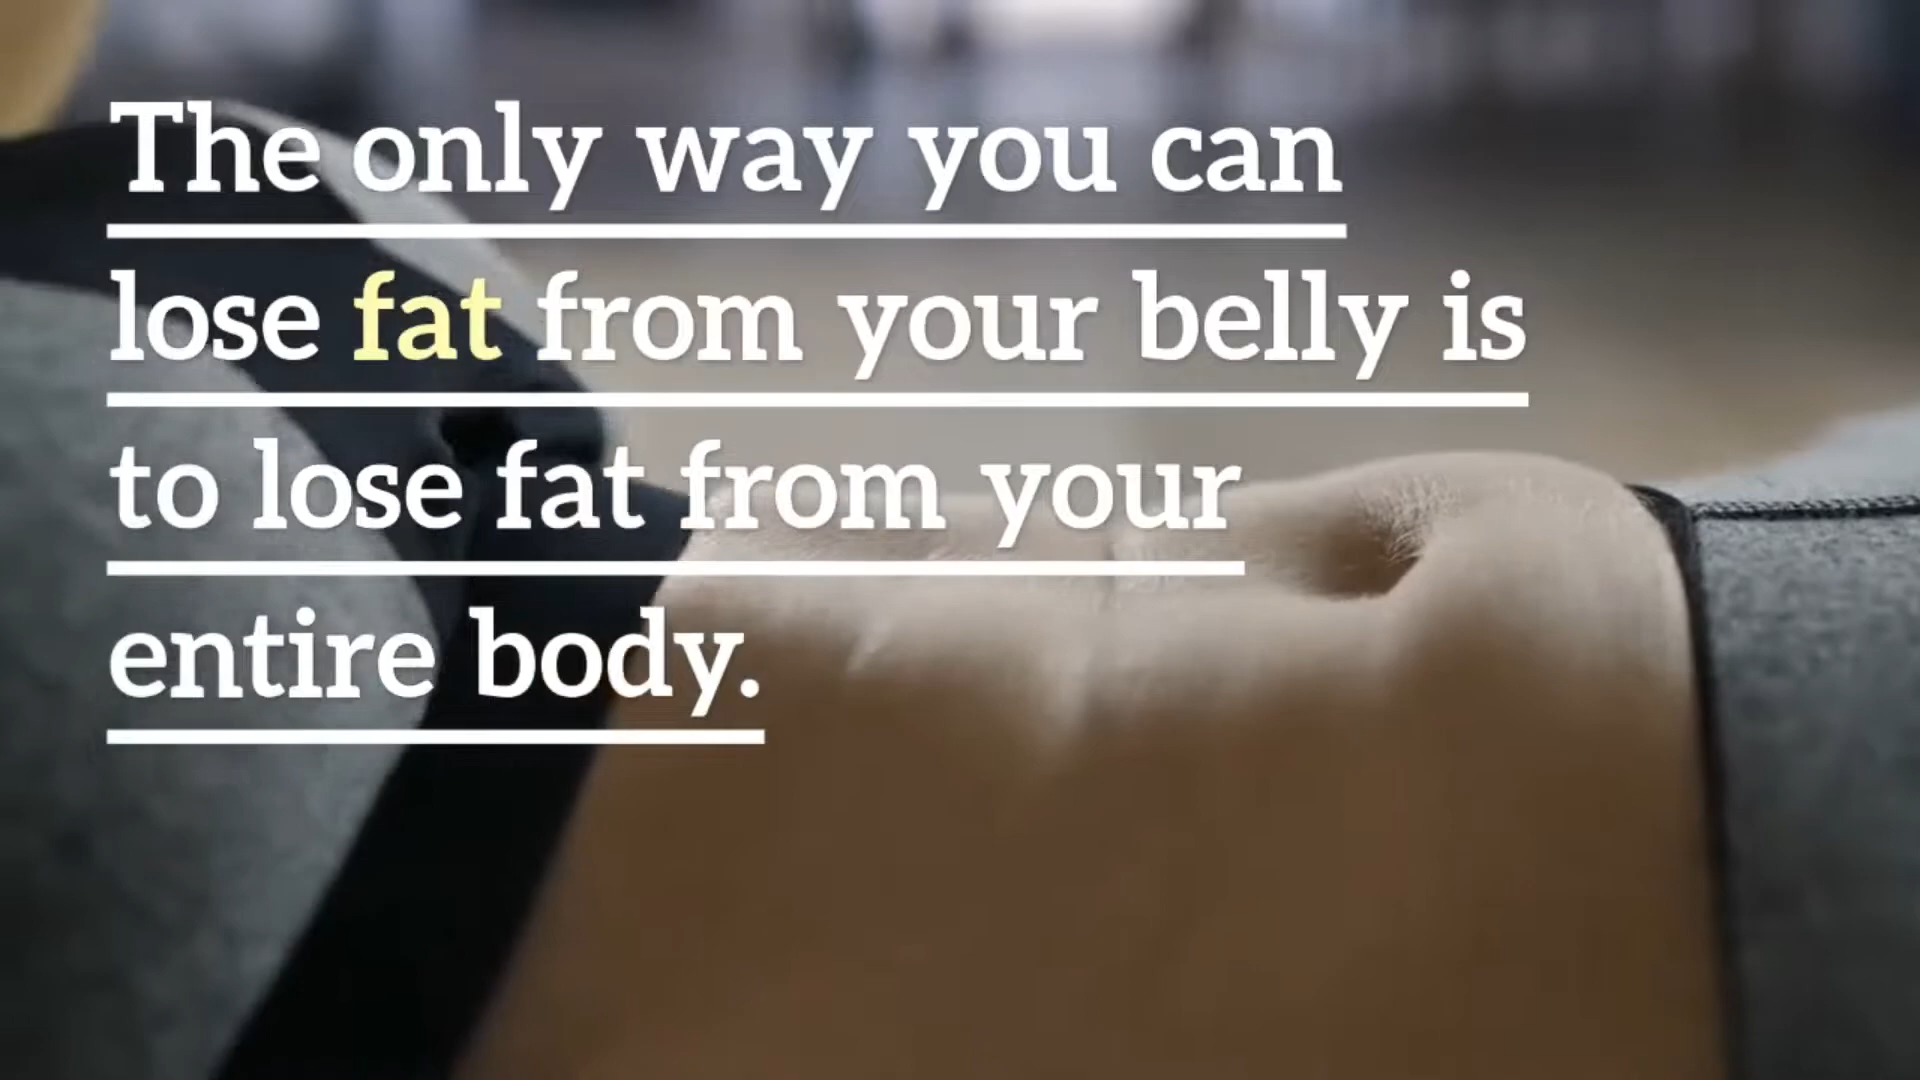 The only way you can
lose fat from your belly is
to lose fat from your
entire body.